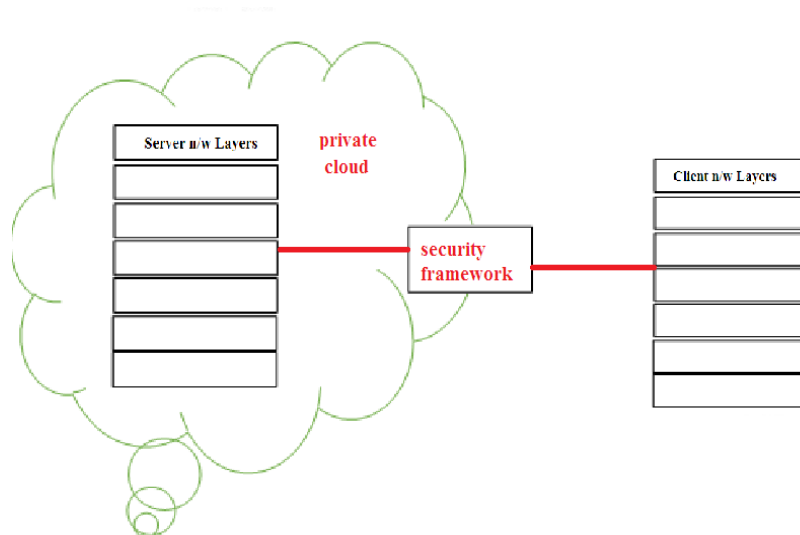 Server n/w Layers
private
cloud
Client n/w Layers
security
framework